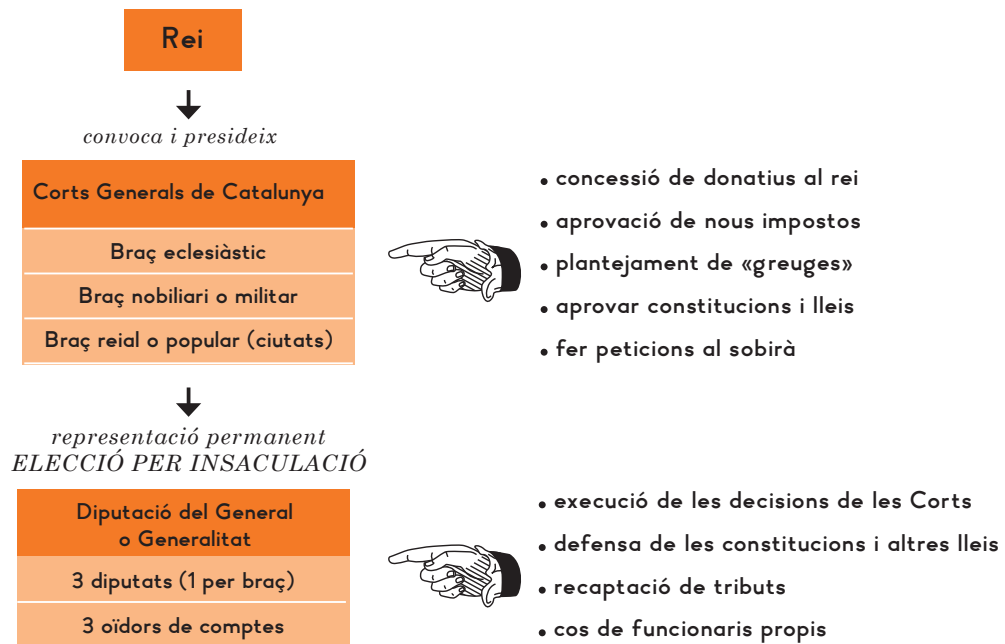 Rei
convoca i presideix
Corts Generals de Catalunya
Braç eclesiàstic
Braç nobiliari o militar
Braç reial o popular (ciutats)
• concessió de donatius al rei
• aprovació de nous impostos
• plantejament de «greuges»
• aprovar constitucions i lleis
• fer peticions al sobirà
representació permanent
ELECCIÓ PER INSACULACIÓ
Diputació del General
o Generalitat
3 diputats (1 per braç)
3 oïdors de comptes
• execució de les decisions de les Corts
• defensa de les constitucions i altres lleis
• recaptació de tributs
• cos de funcionaris propis